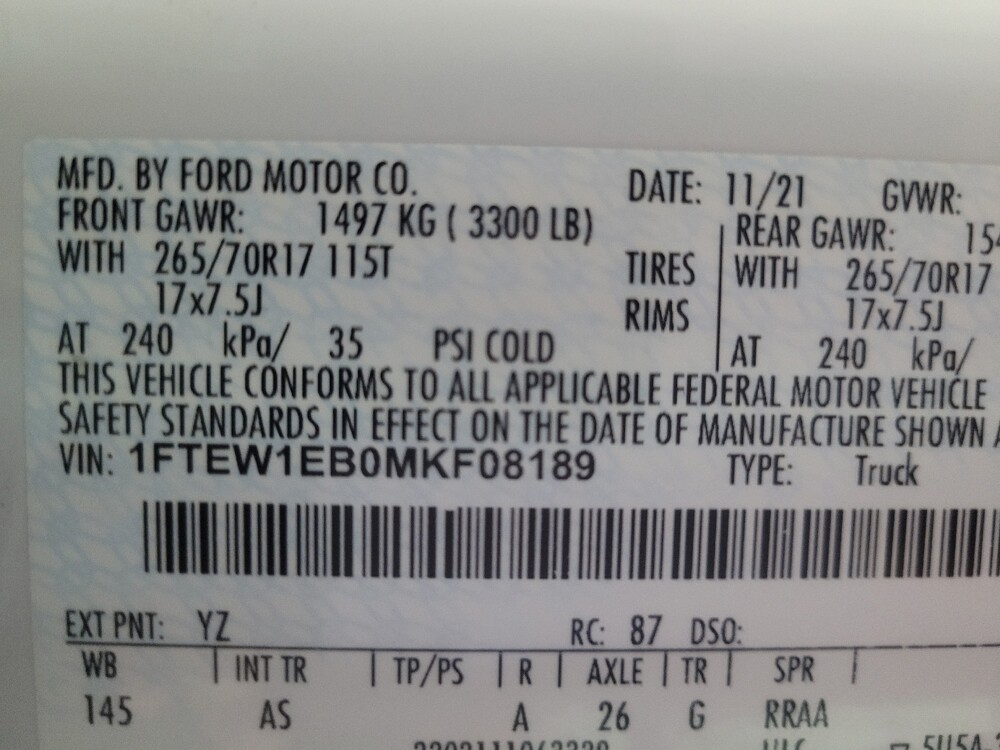 MFD. BY FORD MOTOR CO. DATE: 11/21 GVWR:
FRONT GAWR: 1497 KG ( 3300 LB) REAR GAWR: 154
WITH 265/70R17 115T TIRES WITH 265/70R17
17x7.5J RIMS 17x7.5J
AT 240 kPa/ 35 PSI COLD AT 240 kPa/
THIS VEHICLE CONFORMS TO ALL APPLICABLE FEDERAL MOTOR VEHICLE
SAFETY STANDARDS IN EFFECT ON THE DATE OF MANUFACTURE SHOWN
VIN: 1FTEW1EB0MKF08189 TYPE: Truck
EXT PNT: YZ RC: 87 DSO:
WB | INT TR | TP/PS | R | AXLE | TR | SPR |
145 AS A 26 G RRAA